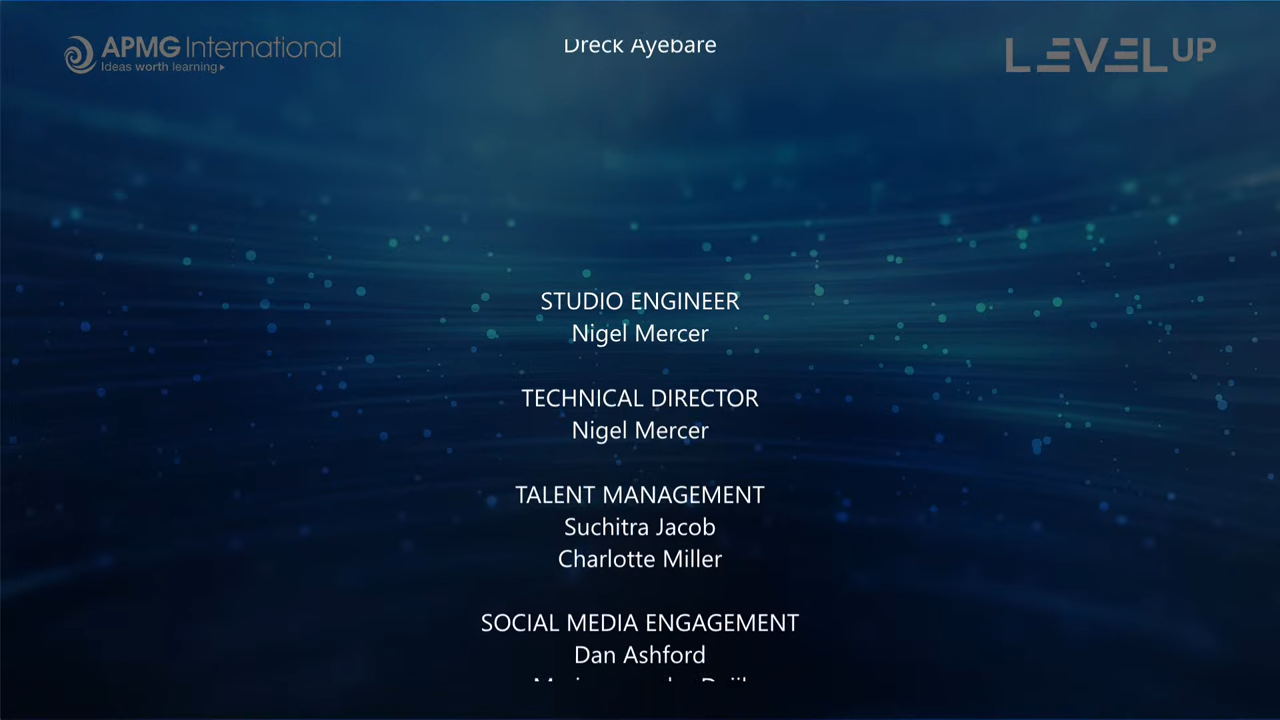 APMG International
Ideas worth learning
LEVEL UP
Dreck Ayebare
STUDIO ENGINEER
Nigel Mercer
TECHNICAL DIRECTOR
Nigel Mercer
TALENT MANAGEMENT
Suchitra Jacob
Charlotte Miller
SOCIAL MEDIA ENGAGEMENT
Dan Ashford